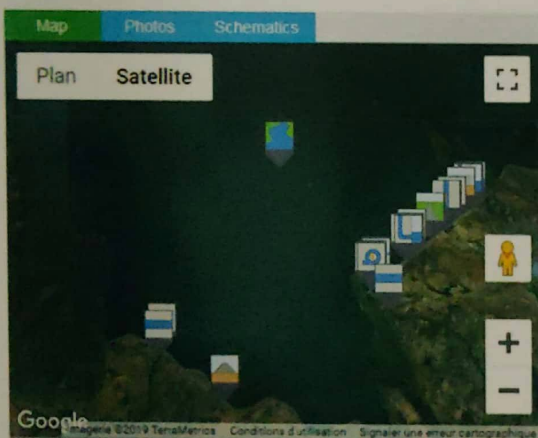 Map Photos Schematics
Plan Satellite
Google
Imagerie ©2019 TerraMetrics Conditions d'utilisation Signaler une erreur cartographique